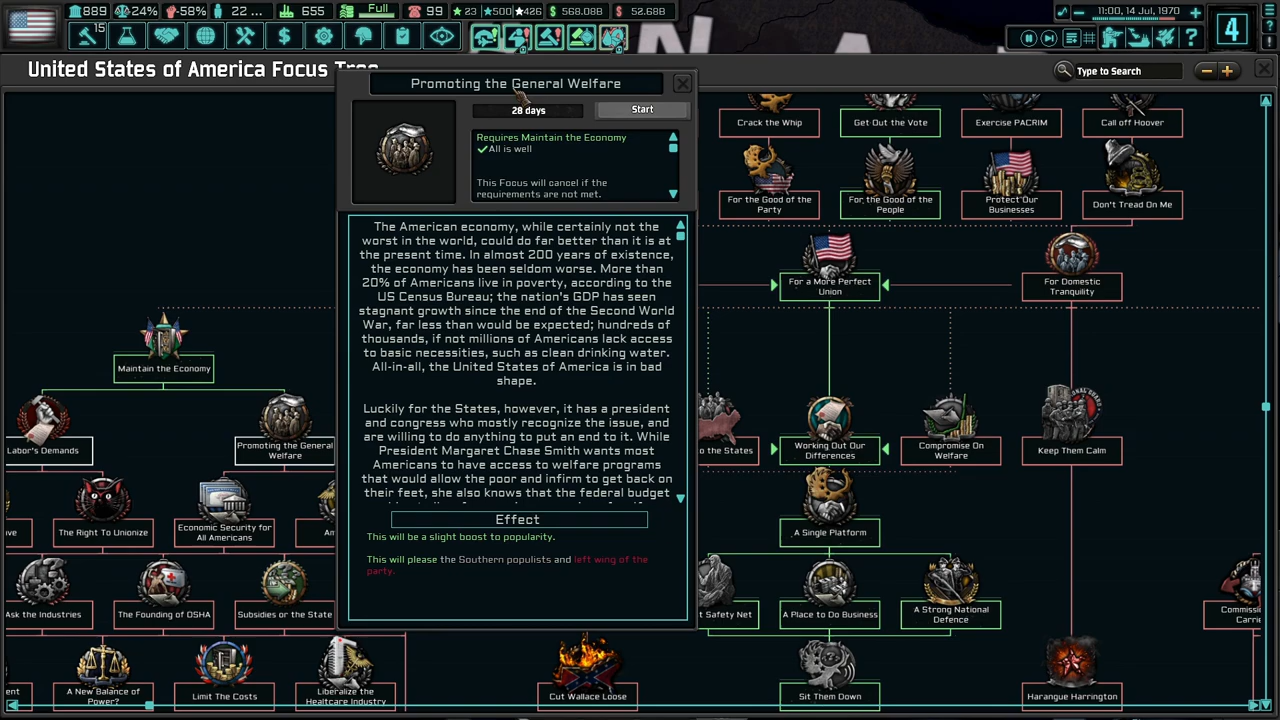 889 24% -58% 22 ... 655 Full 99 23 500 426 $ 568.08B $ 52.68B
11:00, 14 Jul, 1970
4
15
United States of America Focus Tree
Type to Search
Promoting the General Welfare
28 days
Start
Requires Maintain the Economy
All is well
This Focus will cancel if the
requirements are not met.
The American economy, while certainly not the
worst in the world, could do far better than it is at
the present time. In almost 200 years of existence,
the economy has been seldom worse. More than
20% of Americans live in poverty, according to the
US Census Bureau; the nation's GDP has seen
stagnant growth since the end of the Second World
War, far less than would be expected; hundreds of
thousands, if not millions of Americans lack access
to basic necessities, such as clean drinking water.
All-in-all, the United States of America is in bad
shape.
Luckily for the States, however, it has a president
and congress who mostly recognize the issue, and
are willing to do anything to put an end to it. While
President Margaret Chase Smith wants most
Americans to have access to welfare programs
that would allow the poor and infirm to get back on
their feet, she also knows that the federal budget
Effect
This will be a slight boost to popularity.
This will please the Southern populists and left wing of the
party.
Crack the Whip
Get Out the Vote
Exercise PACRIM
Call off Hoover
For the Good of the
Party
For the Good of the
People
Protect Our
Businesses
Don't Tread On Me
For a More Perfect
Union
For Domestic
Tranquility
Maintain the Economy
Labor's Demands
Promoting the General
Welfare
to the States
Working Out Our
Differences
Compromise On
Welfare
Keep Them Calm
The Right To Unionize
Economic Security for
All Americans
A Single Platform
Ask the Industries
The Founding of OSHA
Subsidies or the State
t Safety Net
A Place to Do Business
A Strong National
Defence
A New Balance of
Power?
Limit The Costs
Liberalize the
Healtcare Industry
Cut Wallace Loose
Sit Them Down
Harangue Harrington